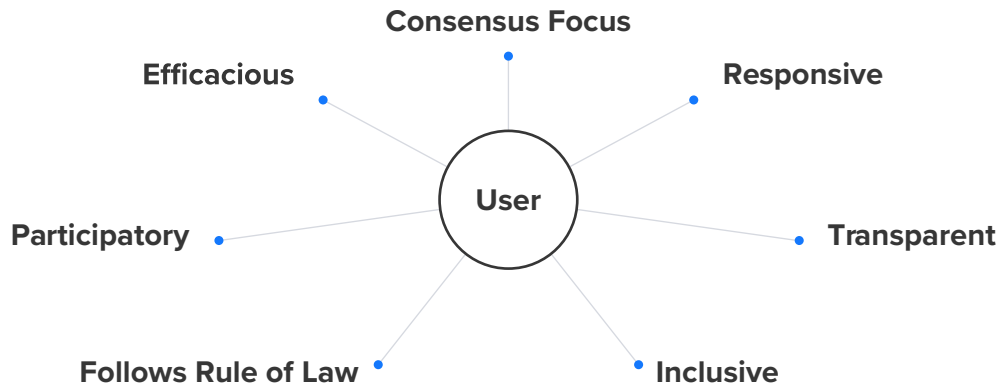 Consensus Focus
Efficacious
Responsive
User
Participatory
Transparent
Follows Rule of Law
Inclusive